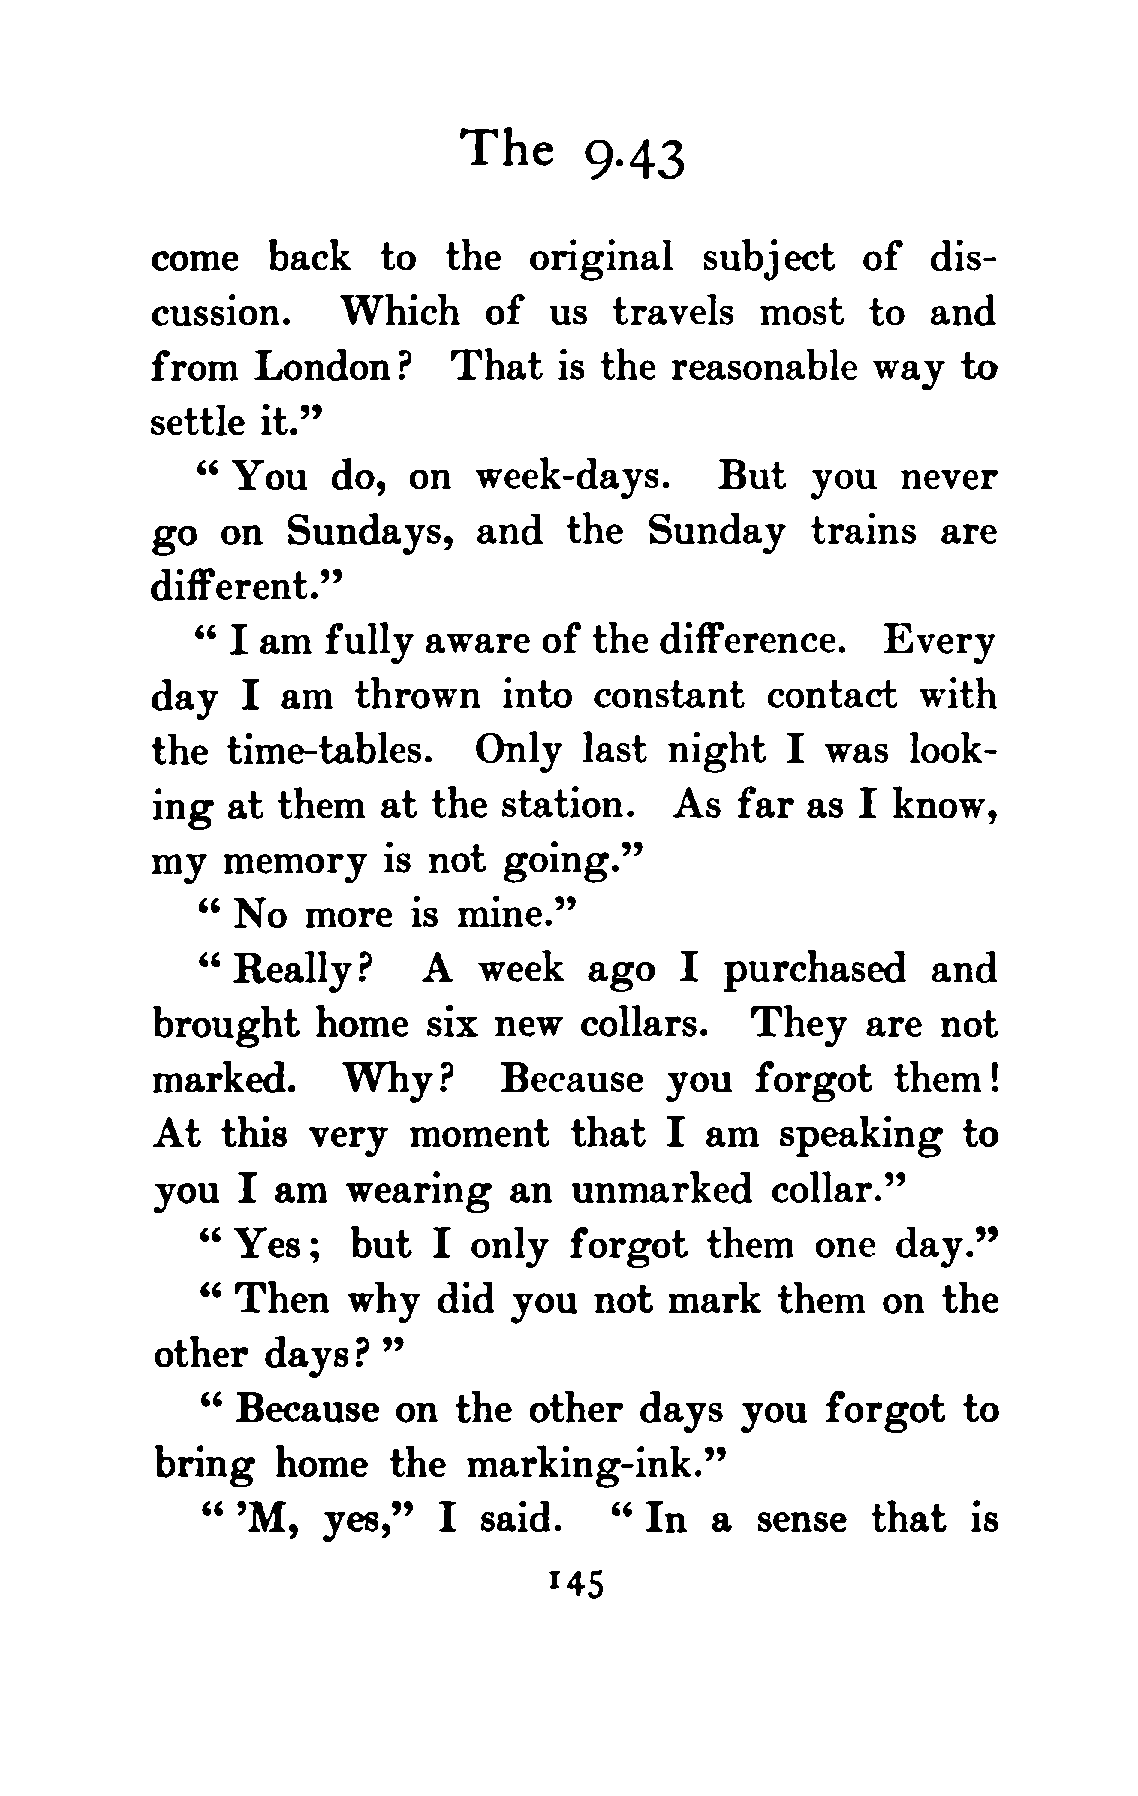 The 9.43
come back to the original subject of dis-
cussion. Which of us travels most to and
from London? That is the reasonable way to
settle it.”
“ You do, on week-days. But you never
go on Sundays, and the Sunday trains are
different.”
“ I am fully aware of the difference. Every
day I am thrown into constant contact with
the time-tables. Only last night I was look-
ing at them at the station. As far as I know,
my memory is not going.”
“ No more is mine.”
“ Really? A week ago I purchased and
brought home six new collars. They are not
marked. Why? Because you forgot them!
At this very moment that I am speaking to
you I am wearing an unmarked collar.”
“ Yes; but I only forgot them one day.”
“ Then why did you not mark them on the
other days? ”
“ Because on the other days you forgot to
bring home the marking-ink.”
“ ’M, yes,” I said. “ In a sense that is
145